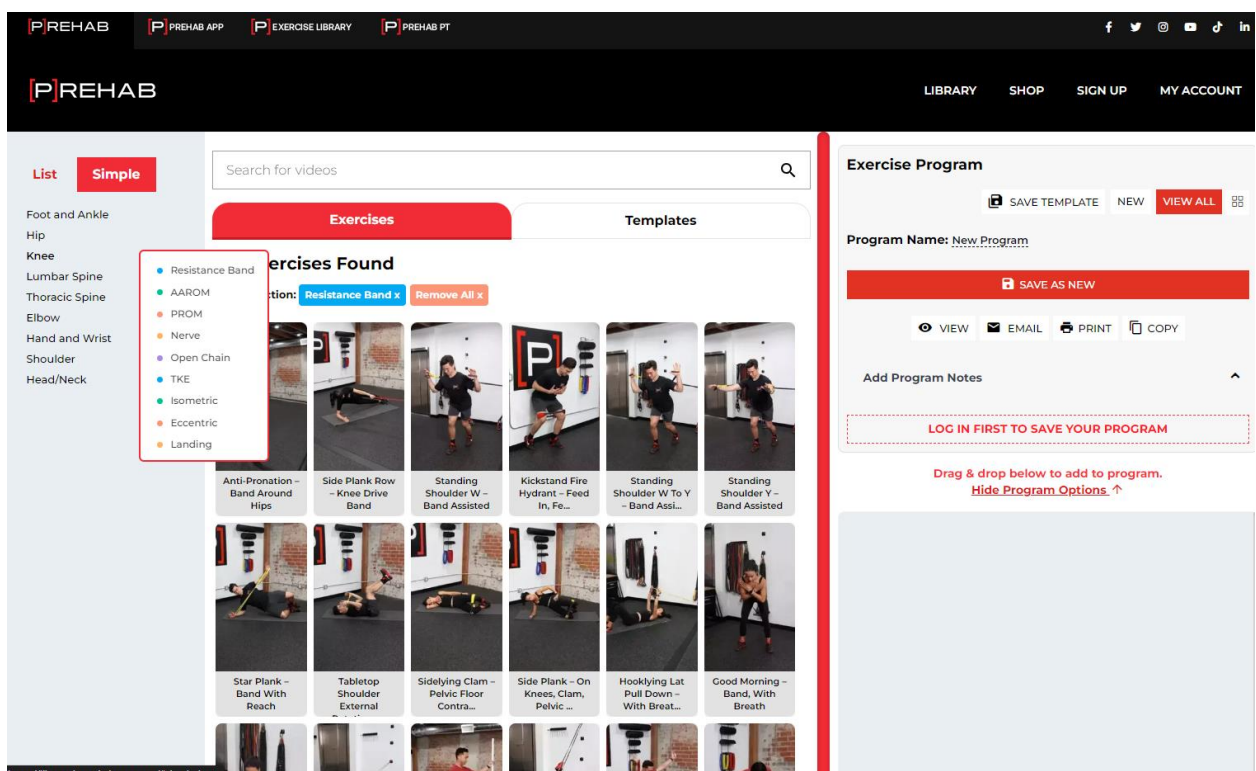 [P]REHAB
[P] PREHAB APP
[P] EXERCISE LIBRARY
[P] PREHAB PT
[P]REHAB
LIBRARY
SHOP
SIGN UP
MY ACCOUNT
List
Simple
Foot and Ankle
Hip
Knee
Lumbar Spine
Thoracic Spine
Elbow
Hand and Wrist
Shoulder
Head/Neck
Resistance Band
AAROM
PROM
Nerve
Open Chain
TKE
Isometric
Eccentric
Landing
Search for videos
Exercises
Templates
ercises Found
tion:
Resistance Band x
Remove All x
Anti-Pronation –
Band Around
Hips
Side Plank Row
– Knee Drive
Band
Standing
Shoulder W –
Band Assisted
Kickstand Fire
Hydrant – Feed
In, Fe...
Standing
Shoulder W To Y
– Band Assi...
Standing
Shoulder Y –
Band Assisted
Star Plank –
Band With
Reach
Tabletop
Shoulder
External
Sidelying Clam –
Pelvic Floor
Contra...
Side Plank – On
Knees, Clam,
Pelvic ...
Hooklying Lat
Pull Down –
With Breat...
Good Morning –
Band, With
Breath
Exercise Program
SAVE TEMPLATE
NEW
VIEW ALL
Program Name: New Program
SAVE AS NEW
VIEW
EMAIL
PRINT
COPY
Add Program Notes
LOG IN FIRST TO SAVE YOUR PROGRAM
Drag & drop below to add to program.
Hide Program Options ↑